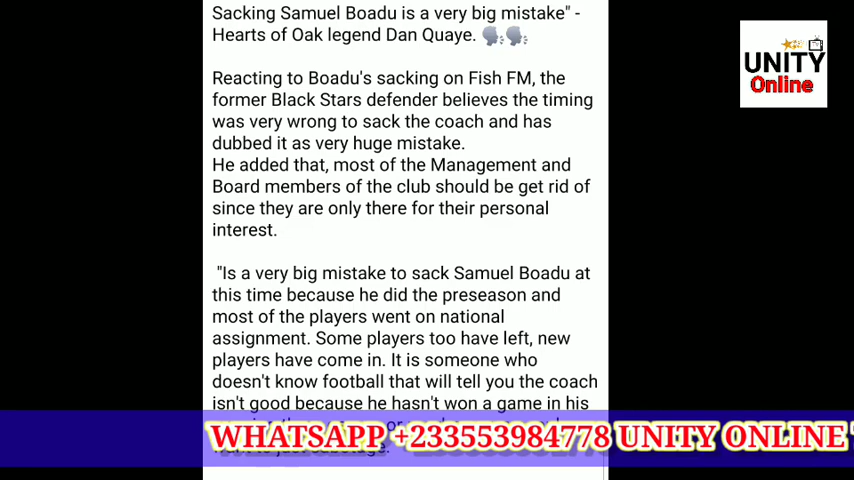 Sacking Samuel Boadu is a very big mistake" -
Hearts of Oak legend Dan Quaye. 🗣🗣
Reacting to Boadu's sacking on Fish FM, the
former Black Stars defender believes the timing
was very wrong to sack the coach and has
dubbed it as very huge mistake.
He added that, most of the Management and
Board members of the club should be get rid of
since they are only there for their personal
interest.
"Is a very big mistake to sack Samuel Boadu at
this time because he did the preseason and
most of the players went on national
assignment. Some players too have left, new
players have come in. It is someone who
doesn't know football that will tell you the coach
isn't good because he hasn't won a game in his
WHATSAPP +233553984778 UNITY ONLINE
UNITY
Online